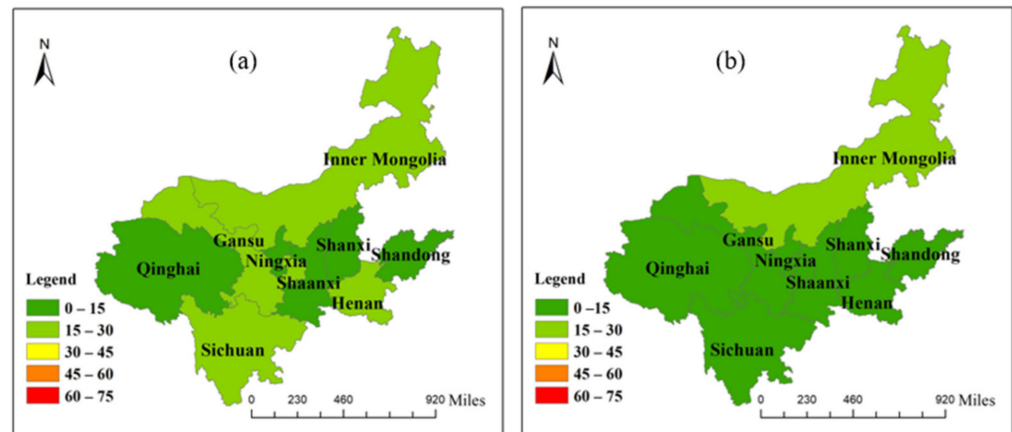 N
(a)
Inner Mongolia
Gansu
Shanxi
Shandong
Qinghai
Ningxia
Shaanxi
Henan
Sichuan
Legend
0 – 15
15 – 30
30 – 45
45 – 60
60 – 75
0 230 460 920 Miles
N
(b)
Inner Mongolia
Gansu
Shanxi
Shandong
Qinghai
Ningxia
Shaanxi
Henan
Sichuan
Legend
0 – 15
15 – 30
30 – 45
45 – 60
60 – 75
0 230 460 920 Miles